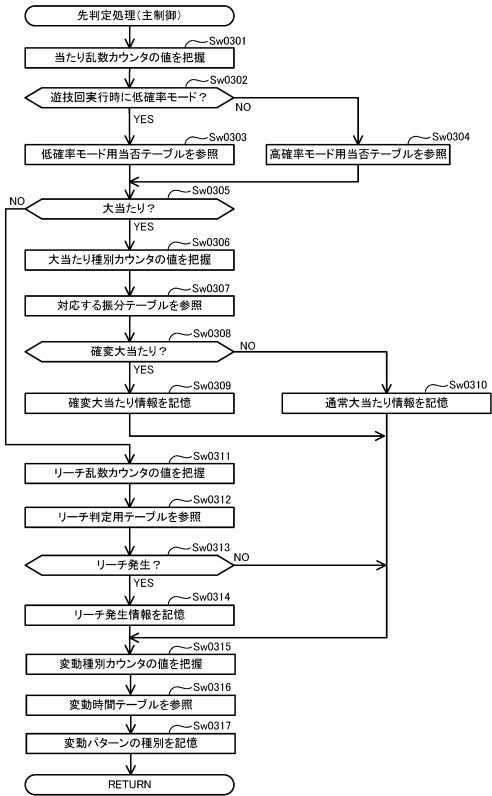 先判定処理(主制御)
Sw0301
当たり乱数カウンタの値を把握
Sw0302
遊技回実行時に低確率モード？
NO
YES
Sw0303
低確率モード用当否テーブルを参照
Sw0304
高確率モード用当否テーブルを参照
Sw0305
NO
大当たり？
YES
Sw0306
大当たり種別カウンタの値を把握
Sw0307
対応する振分テーブルを参照
Sw0308
確変大当たり？
NO
YES
Sw0309
確変大当たり情報を記憶
Sw0310
通常大当たり情報を記憶
Sw0311
リーチ乱数カウンタの値を把握
Sw0312
リーチ判定用テーブルを参照
Sw0313
リーチ発生？
NO
YES
Sw0314
リーチ発生情報を記憶
Sw0315
変動種別カウンタの値を把握
Sw0316
変動時間テーブルを参照
Sw0317
変動パターンの種別を記憶
RETURN